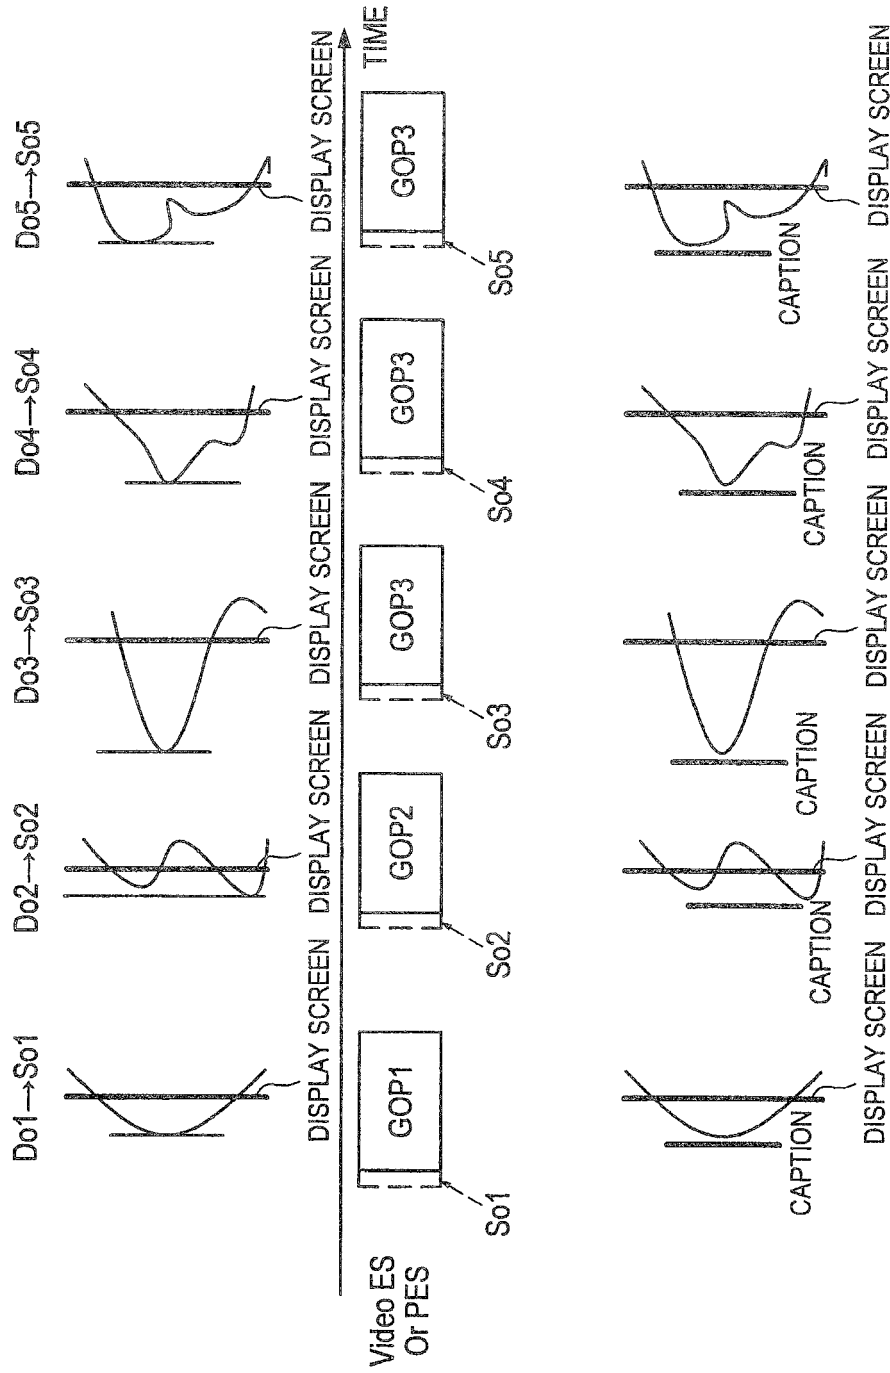 Do1→So1
Do2→So2
Do3→So3
Do4→So4
Do5→So5
DISPLAY SCREEN
DISPLAY SCREEN
DISPLAY SCREEN
DISPLAY SCREEN
DISPLAY SCREEN
TIME
Video ES
Or PES
GOP1
GOP2
GOP3
GOP3
GOP3
So1
So2
So3
So4
So5
CAPTION
CAPTION
CAPTION
CAPTION
CAPTION
DISPLAY SCREEN
DISPLAY SCREEN
DISPLAY SCREEN
DISPLAY SCREEN
DISPLAY SCREEN